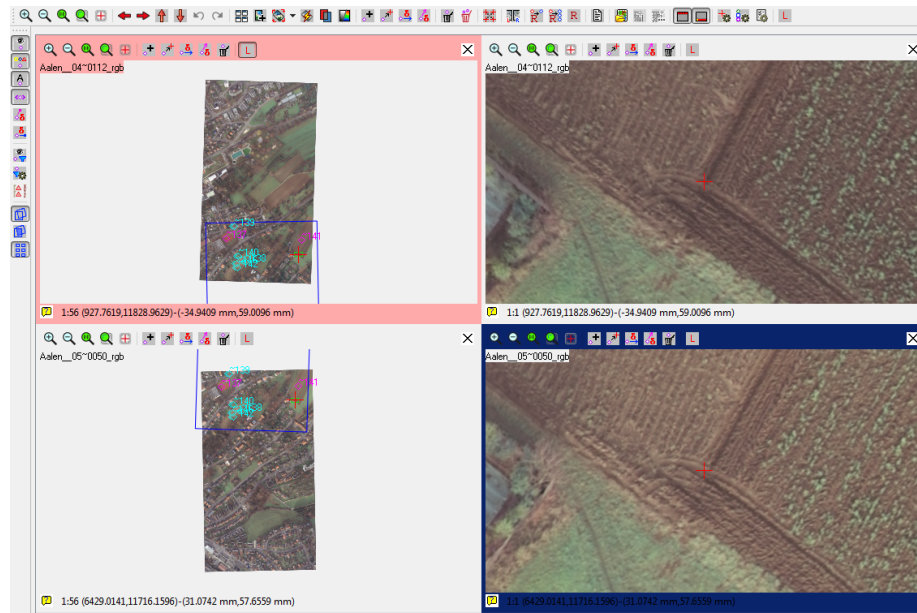 L
A
L
Aalen__04~0112_rgb
Aalen__04~0112_rgb
1:56 (927.7619,11828.9629)-(-34.9409 mm,59.0096 mm)
1:1 (927.7619,11828.9629)-(-34.9409 mm,59.0096 mm)
L
L
Aalen__05~0050_rgb
Aalen__05~0050_rgb
1:56 (6429.0141,11716.1596)-(31.0742 mm,57.6559 mm)
1:1 (6429.0141,11716.1596)-(31.0742 mm,57.6559 mm)